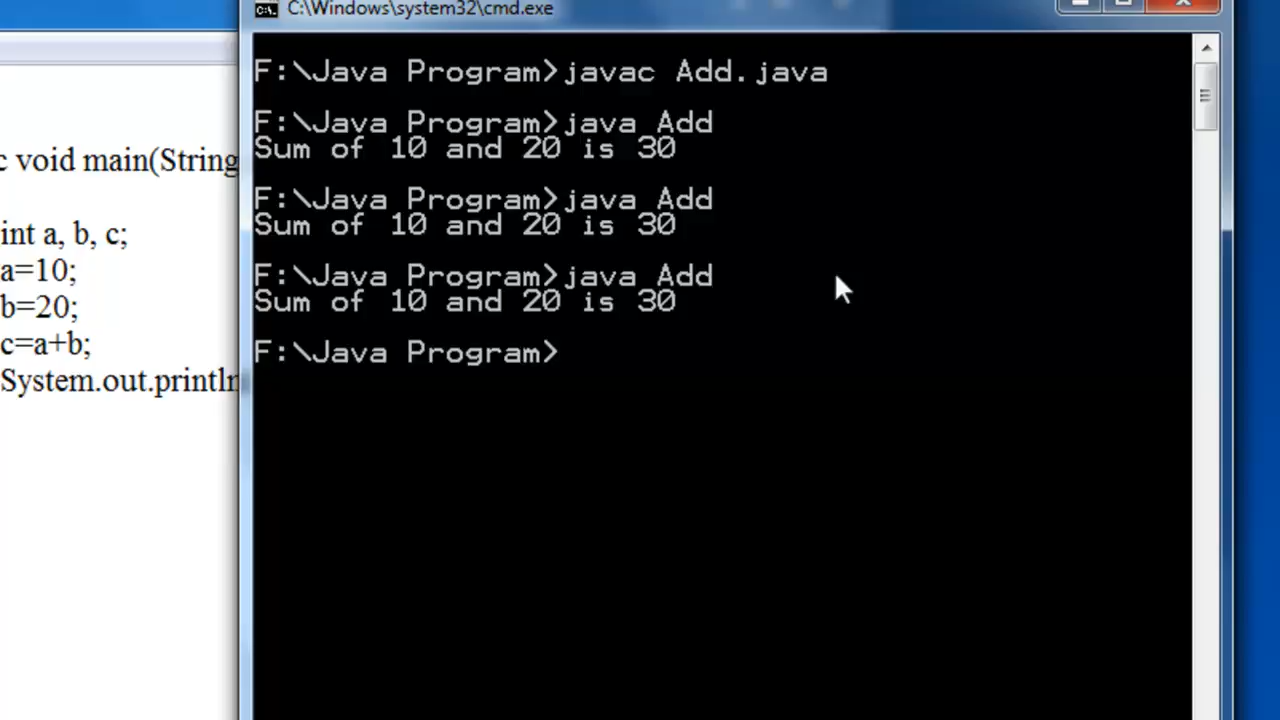 C:\Windows\system32\cmd.exe
F:\Java Program>javac Add.java
F:\Java Program>java Add
Sum of 10 and 20 is 30
F:\Java Program>java Add
Sum of 10 and 20 is 30
F:\Java Program>java Add
Sum of 10 and 20 is 30
F:\Java Program>
c void main(String
int a, b, c;
a=10;
b=20;
c=a+b;
System.out.println